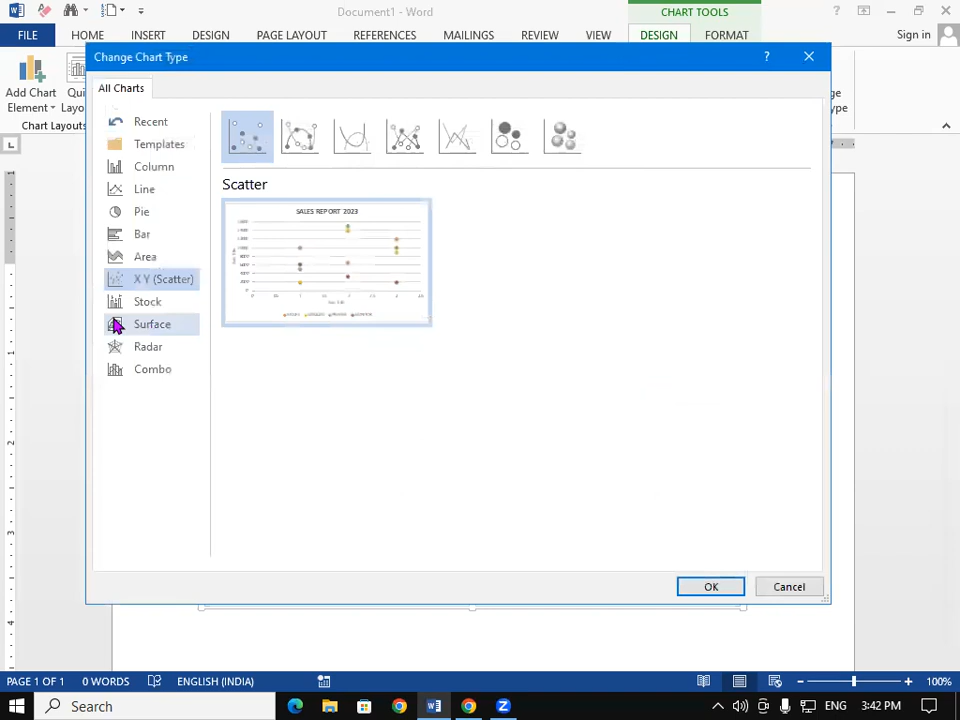 Document1 - Word
CHART TOOLS
FILE
HOME
INSERT
DESIGN
PAGE LAYOUT
REFERENCES
MAILINGS
REVIEW
VIEW
DESIGN
FORMAT
Sign in
Change Chart Type
Add Chart
Element
Chart Layouts
All Charts
Recent
Templates
Column
Line
Pie
Bar
Area
X Y (Scatter)
Stock
Surface
Radar
Combo
Scatter
SALES REPORT 2023
OK
Cancel
PAGE 1 OF 1
0 WORDS
ENGLISH (INDIA)
100%
Search
ENG
3:42 PM